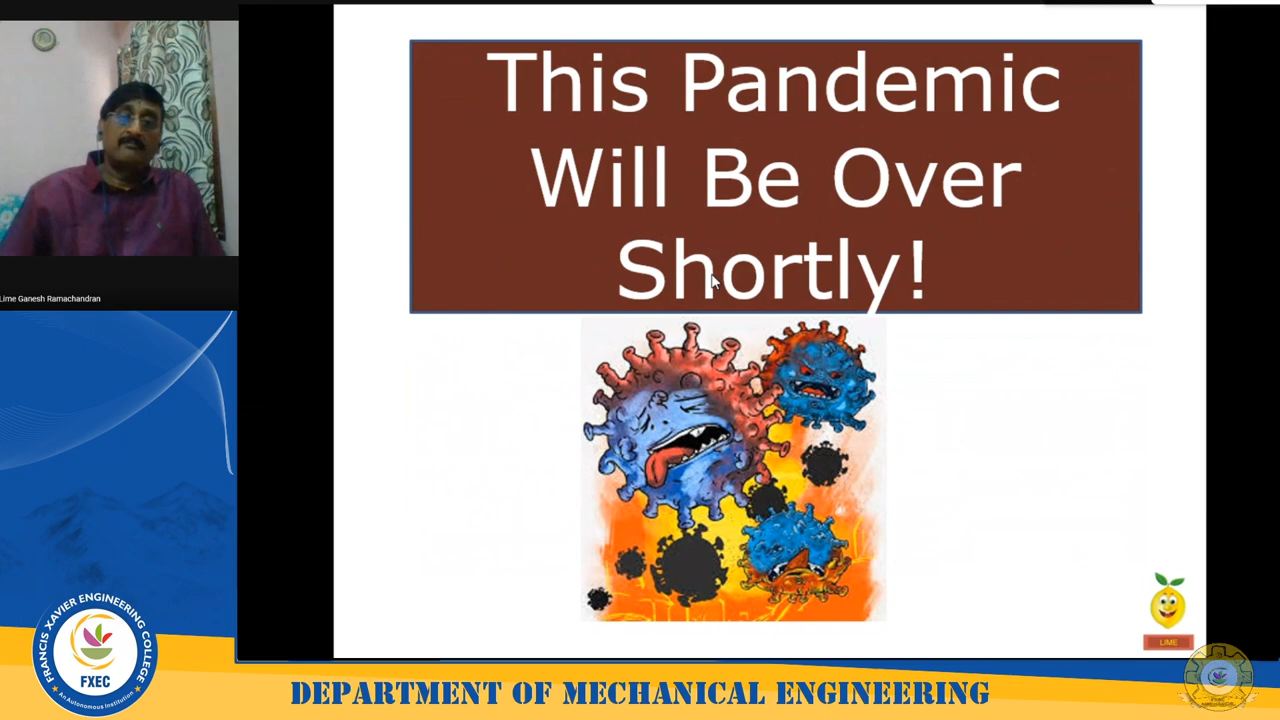 This Pandemic
Will Be Over
Shortly!
Lime Ganesh Ramachandran
LIME
FRANCIS XAVIER ENGINEERING COLLEGE
FXEC
An Autonomous Institution
DEPARTMENT OF MECHANICAL ENGINEERING